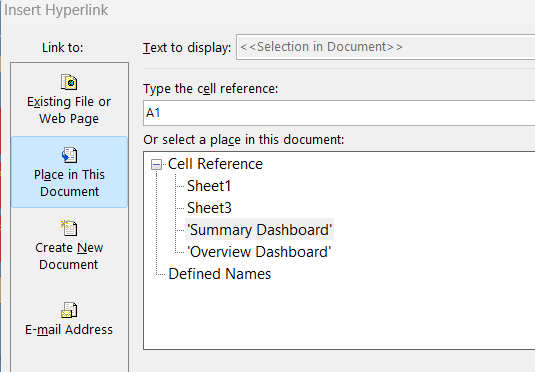 Insert Hyperlink
Link to:
Text to display:
<<Selection in Document>>
Existing File or
Web Page
Place in This
Document
Create New
Document
E-mail Address
Type the cell reference:
A1
Or select a place in this document:
Cell Reference
Sheet1
Sheet3
'Summary Dashboard'
'Overview Dashboard'
Defined Names